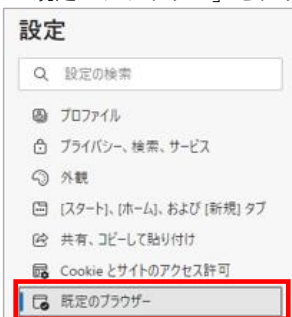 設定
設定の検索
プロファイル
プライバシー、検索、サービス
外観
[スタート]、[ホーム]、および [新規] タブ
共有、コピーして貼り付け
Cookie とサイトのアクセス許可
既定のブラウザー